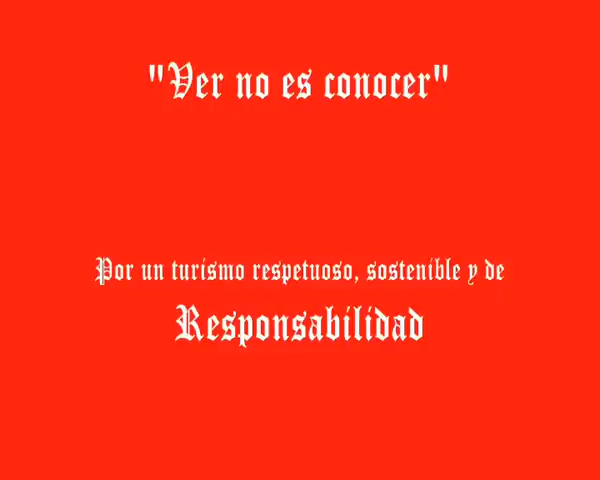 "Ver no es conocer"
Por un turismo respetuoso, sostenible y de
Responsabilidad